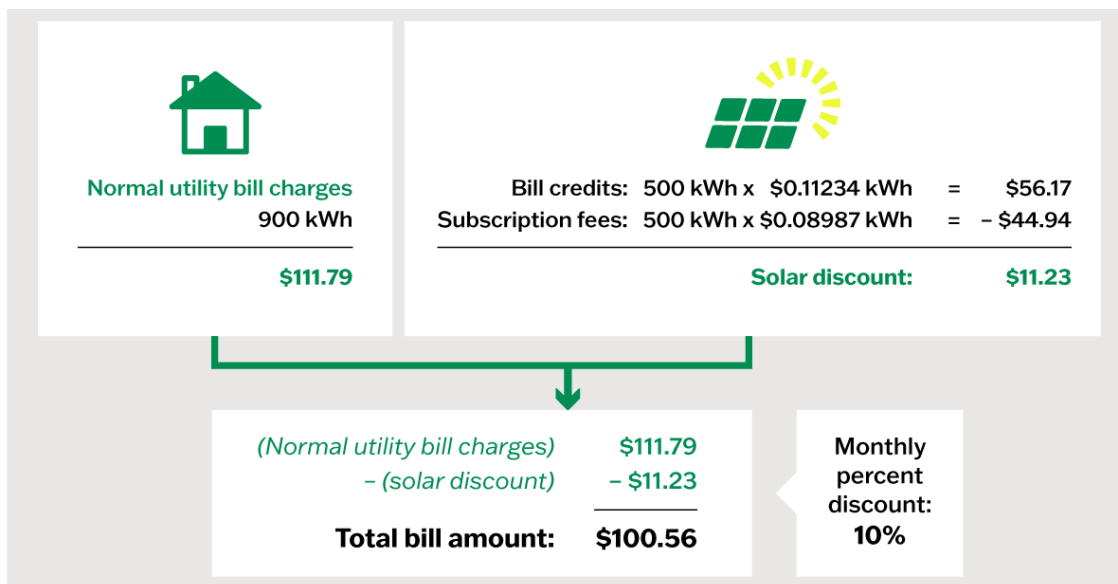 Normal utility bill charges
900 kWh
$111.79
Bill credits: 500 kWh x $0.11234 kWh = $56.17
Subscription fees: 500 kWh x $0.08987 kWh = – $44.94
Solar discount: $11.23
(Normal utility bill charges) $111.79
– (solar discount) – $11.23
Total bill amount: $100.56
Monthly
percent
discount:
10%